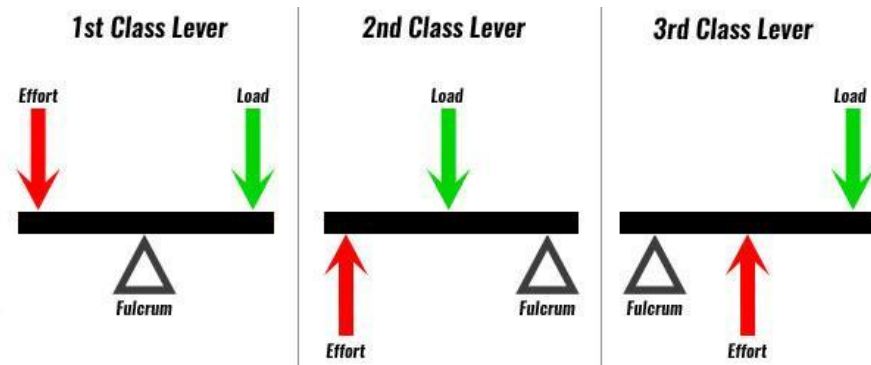 1st Class Lever
Effort
Load
Fulcrum
2nd Class Lever
Load
Fulcrum
Effort
3rd Class Lever
Load
Fulcrum
Effort